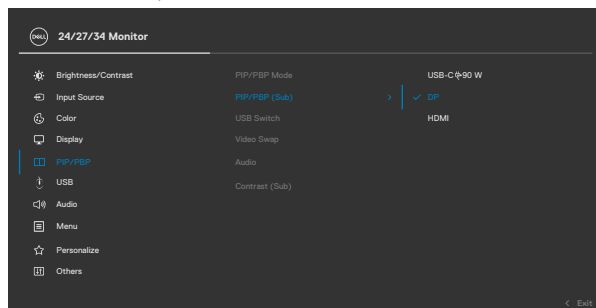 DELL
24/27/34 Monitor
Brightness/Contrast
Input Source
Color
Display
PIP/PBP
USB
Audio
Menu
Personalize
Others
PIP/PBP Mode
PIP/PBP (Sub)
USB Switch
Video Swap
Audio
Contrast (Sub)
USB-C 90 W
DP
HMDI
Exit